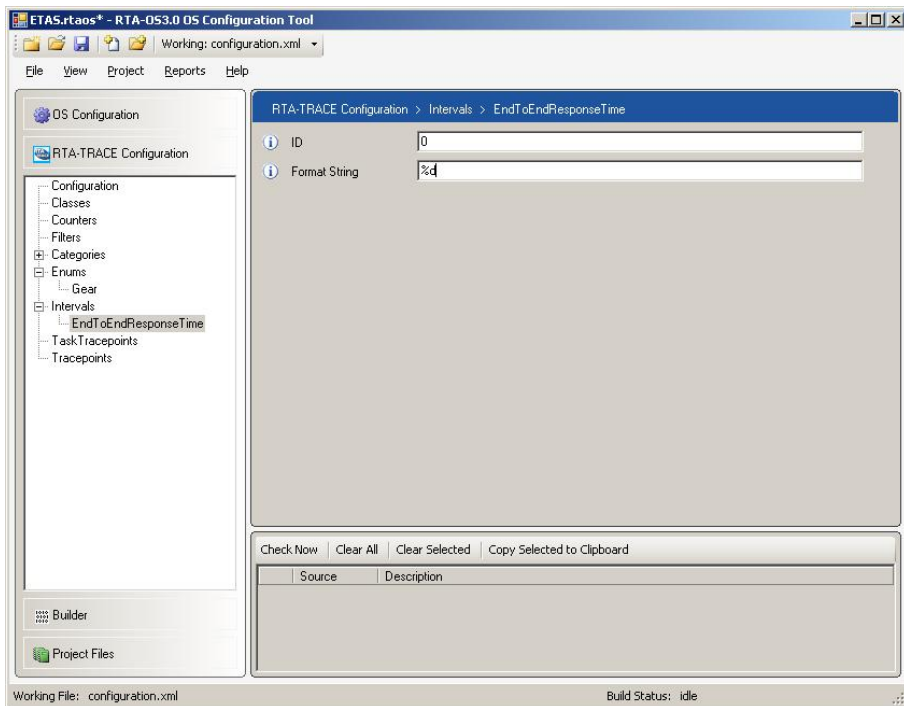 ETAS.rtaos* - RTA-OS3.0 OS Configuration Tool
Working: configuration.xml
File View Project Reports Help
OS Configuration
RTA-TRACE Configuration
Configuration
Classes
Counters
Filters
Categories
Enums
Gear
Intervals
EndToEndResponseTime
TaskTracepoints
Tracepoints
Builder
Project Files
RTA-TRACE Configuration > Intervals > EndToEndResponseTime
ID 0
Format String %d
Check Now Clear All Clear Selected Copy Selected to Clipboard
Source Description
Working File: configuration.xml Build Status: idle